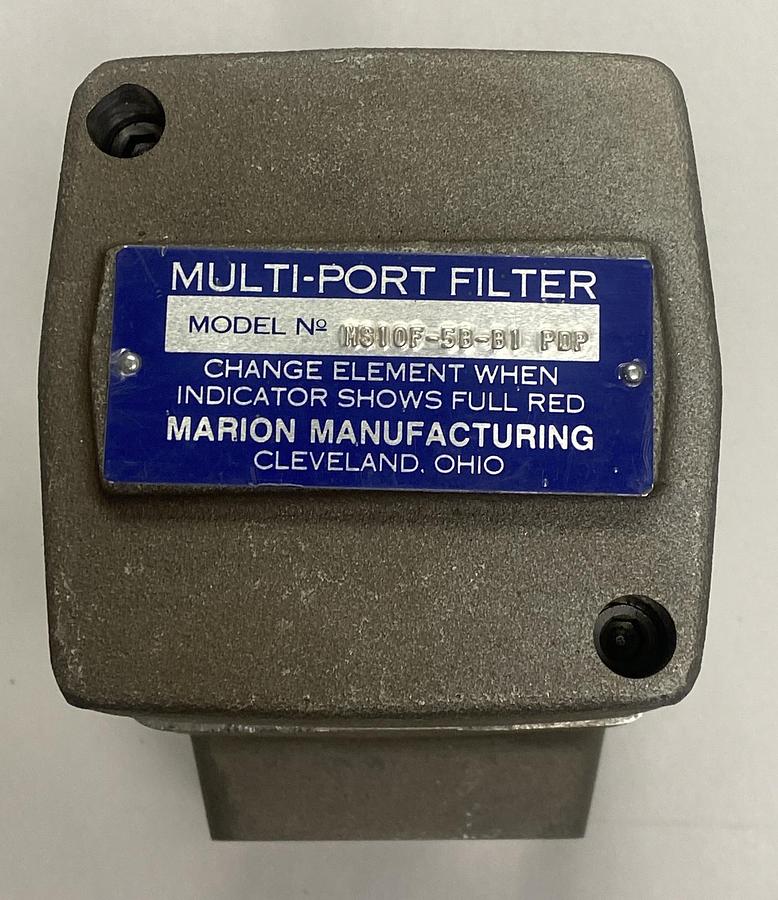 MULTI-PORT FILTER
MODEL Nº MS10F-5B-B1 PDP
CHANGE ELEMENT WHEN
INDICATOR SHOWS FULL RED
MARION MANUFACTURING
CLEVELAND, OHIO